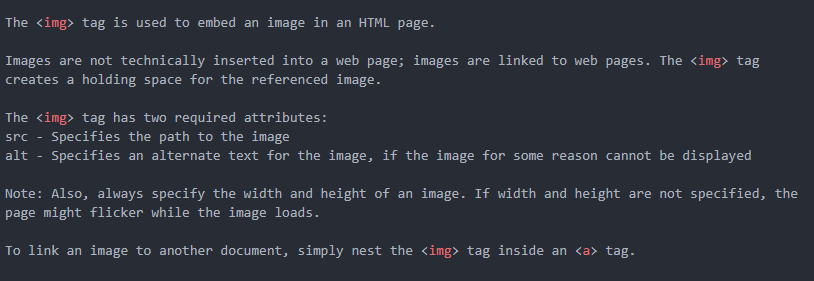 The <img> tag is used to embed an image in an HTML page.
Images are not technically inserted into a web page; images are linked to web pages. The <img> tag
creates a holding space for the referenced image.
The <img> tag has two required attributes:
src - Specifies the path to the image
alt - Specifies an alternate text for the image, if the image for some reason cannot be displayed
Note: Also, always specify the width and height of an image. If width and height are not specified, the
page might flicker while the image loads.
To link an image to another document, simply nest the <img> tag inside an <a> tag.